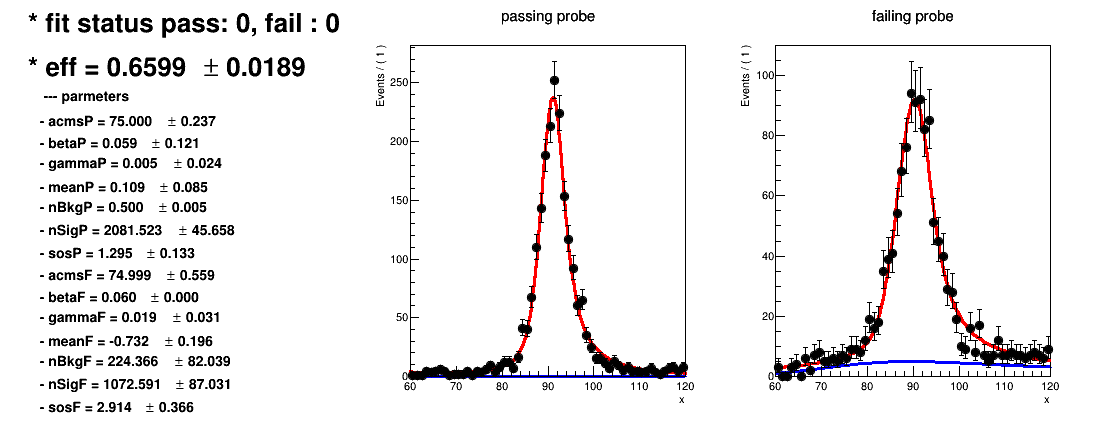 * fit status pass: 0, fail : 0
* eff = 0.6599 ± 0.0189
--- parmeters
- acmsP = 75.000 ± 0.237
- betaP = 0.059 ± 0.121
- gammaP = 0.005 ± 0.024
- meanP = 0.109 ± 0.085
- nBkgP = 0.500 ± 0.005
- nSigP = 2081.523 ± 45.658
- sosP = 1.295 ± 0.133
- acmsF = 74.999 ± 0.559
- betaF = 0.060 ± 0.000
- gammaF = 0.019 ± 0.031
- meanF = -0.732 ± 0.196
- nBkgF = 224.366 ± 82.039
- nSigF = 1072.591 ± 87.031
- sosF = 2.914 ± 0.366
passing probe
Events / ( 1 )
250
200
150
100
50
0
60 70 80 90 100 110 120
x
failing probe
Events / ( 1 )
100
80
60
40
20
0
60 70 80 90 100 110 120
x